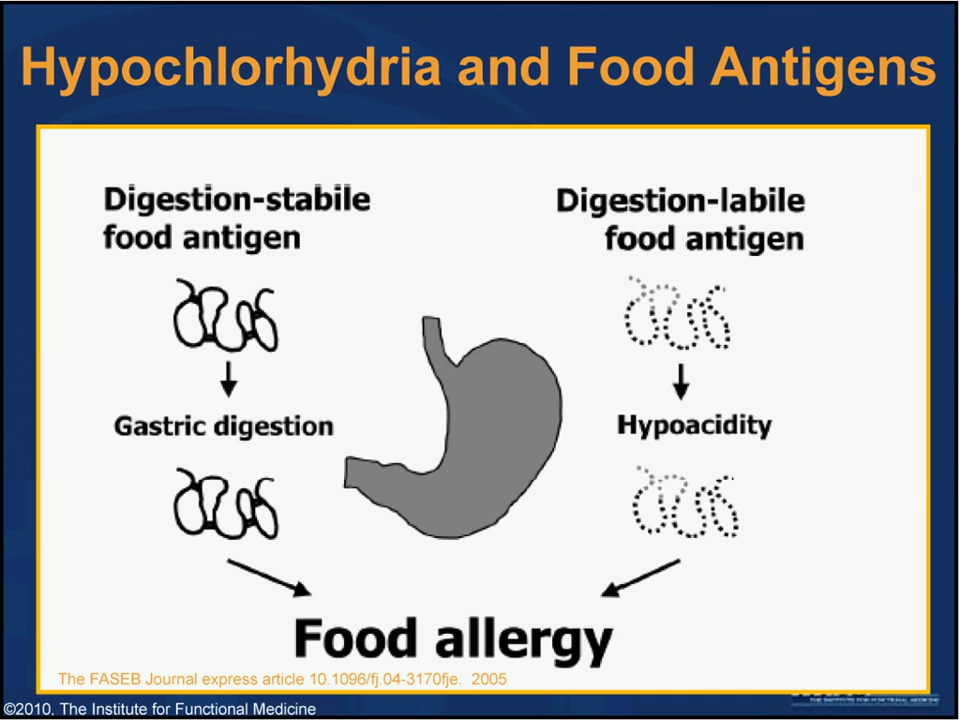 Hypochlorhydria and Food Antigens
Digestion-stabile
food antigen
Gastric digestion
Digestion-labile
food antigen
Hypoacidity
Food allergy
The FASEB Journal express article 10.1096/fj.04-3170fje. 2005
©2010. The Institute for Functional Medicine